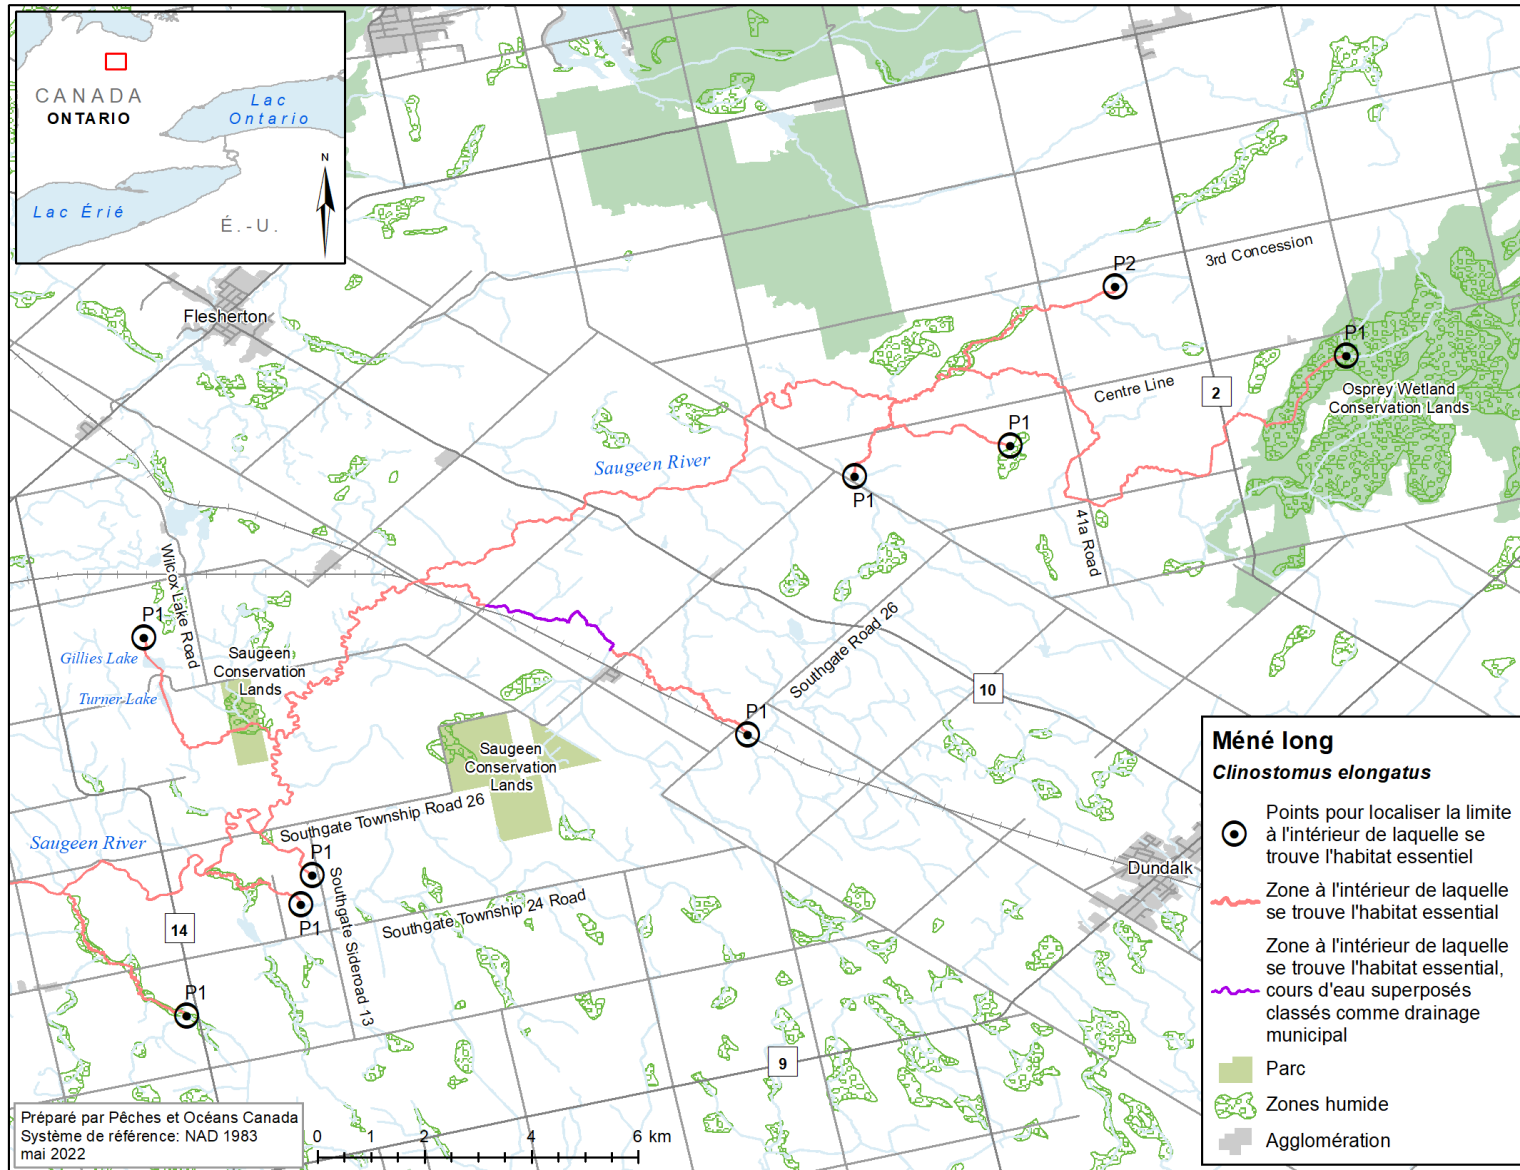 CANADA
ONTARIO
Lac
Ontario
Lac Érié
É.-U.
N
Flesherton
P2
3rd Concession
P1
Osprey Wetland
Conservation Lands
Centre Line
2
P1
Saugeen River
P1
41a Road
Wilcox Lake Road
P1
Gillies Lake
Turner Lake
Saugeen
Conservation
Lands
Southgate Road 26
10
P1
Saugeen
Conservation
Lands
Southgate Township Road 26
Saugeen River
P1
P1
Southgate Sideroad 13
Southgate Township 24 Road
14
P1
Dundalk
9
Méné long
Clinostomus elongatus
Points pour localiser la limite
à l'intérieur de laquelle se
trouve l'habitat essentiel
Zone à l'intérieur de laquelle
se trouve l'habitat essential
Zone à l'intérieur de laquelle
se trouve l'habitat essential,
cours d'eau superposés
classés comme drainage
municipal
Parc
Zones humide
Agglomération
Préparé par Pêches et Océans Canada
Système de référence: NAD 1983
mai 2022
0 1 2 4 6 km